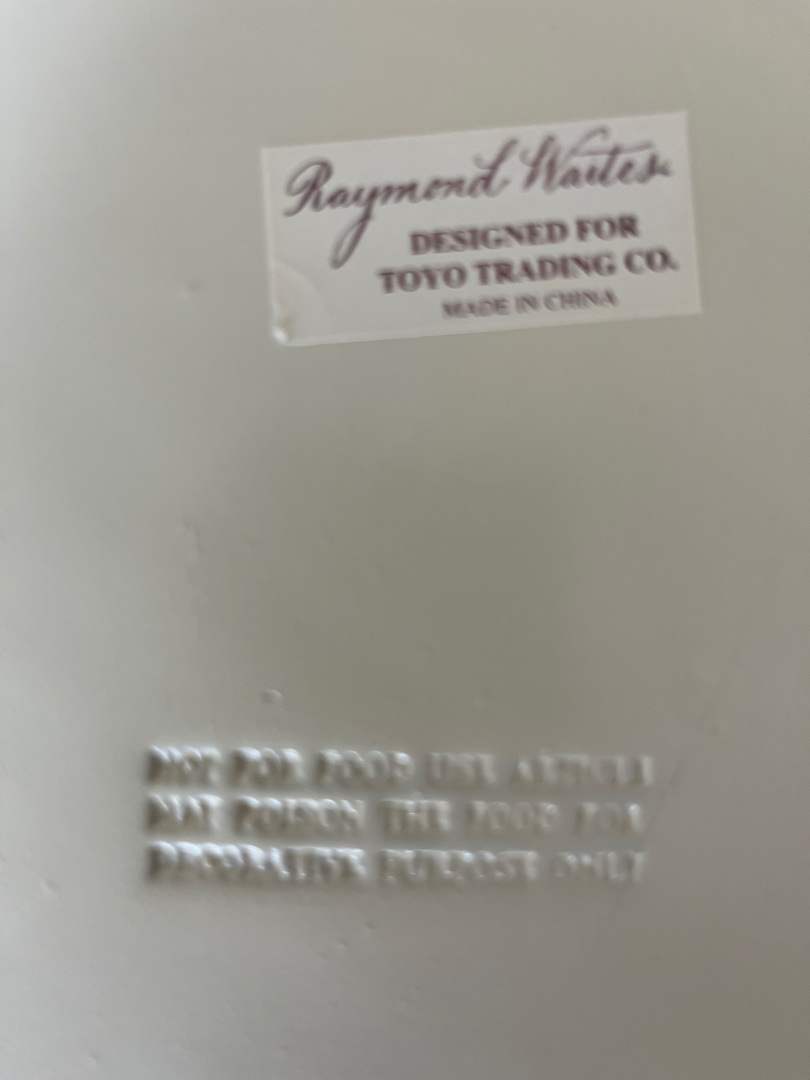 Raymond Waites
DESIGNED FOR
TOYO TRADING CO.
MADE IN CHINA
NOT FOR FOOD USE ARTICLE
MAY POISON THE FOOD FOR
DECORATIVE PURPOSE ONLY